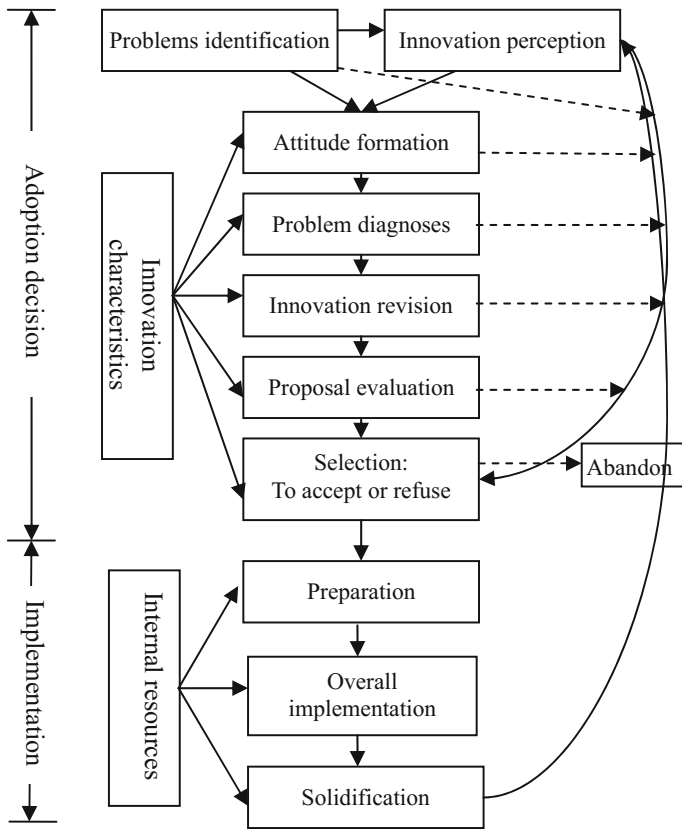 Problems identification
Innovation perception
Attitude formation
Adoption decision
Innovation
characteristics
Problem diagnoses
Innovation revision
Proposal evaluation
Selection:
To accept or refuse
Abandon
Implementation
Internal resources
Preparation
Overall
implementation
Solidification